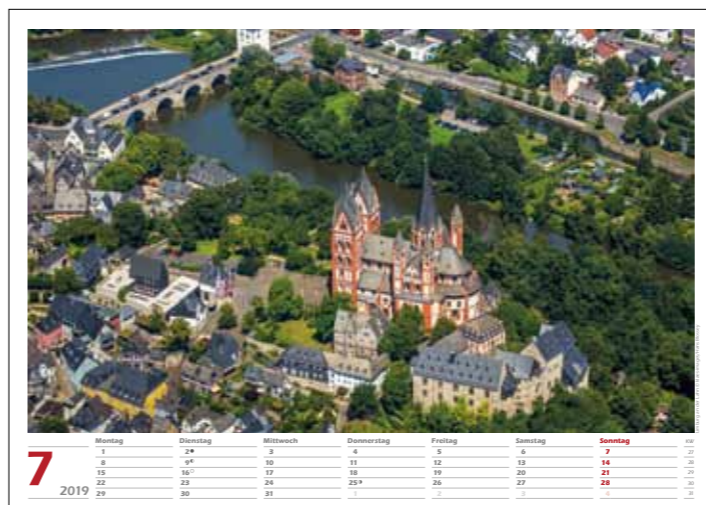 7
2019
Montag Dienstag Mittwoch Donnerstag Freitag Samstag Sonntag KW
1 2 3 4 5 6 7 27
8 9 10 11 12 13 14 28
15 16 17 18 19 20 21 29
22 23 24 25 26 27 28 30
29 30 31 1 2 3 4 31